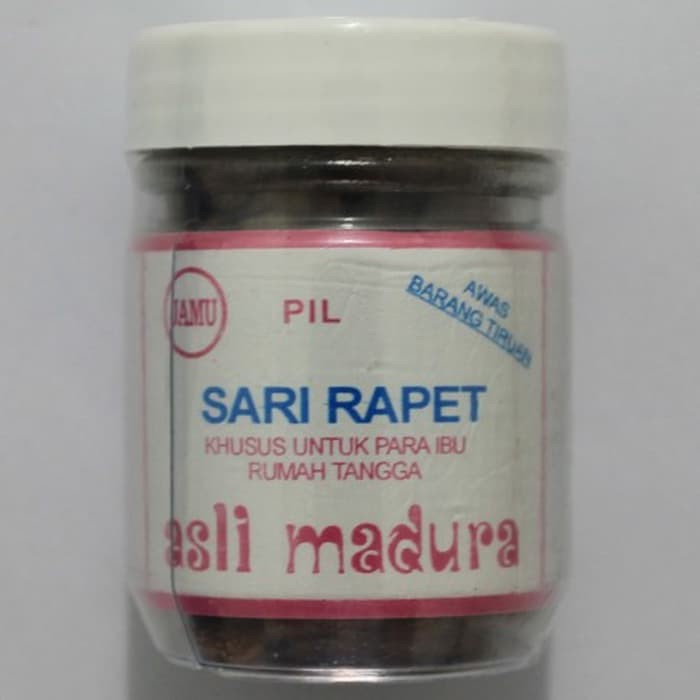 JAMU
PIL
AWAS
BARANG TIRUAN
SARI RAPET
KHUSUS UNTUK PARA IBU
RUMAH TANGGA
asli madura